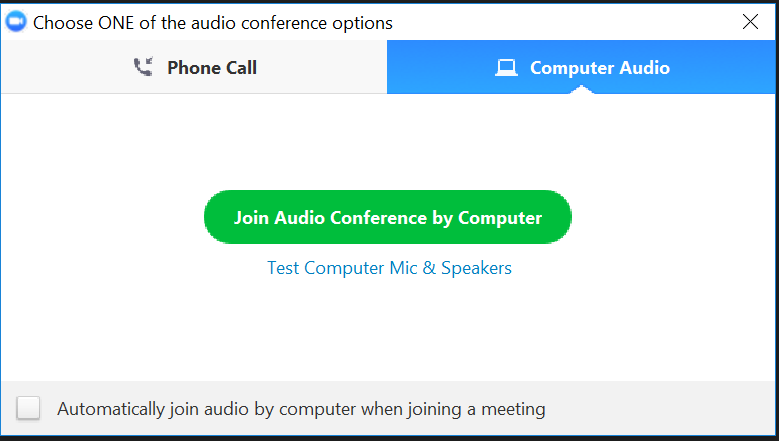 Choose ONE of the audio conference options
Phone Call
Computer Audio
Join Audio Conference by Computer
Test Computer Mic & Speakers
Automatically join audio by computer when joining a meeting